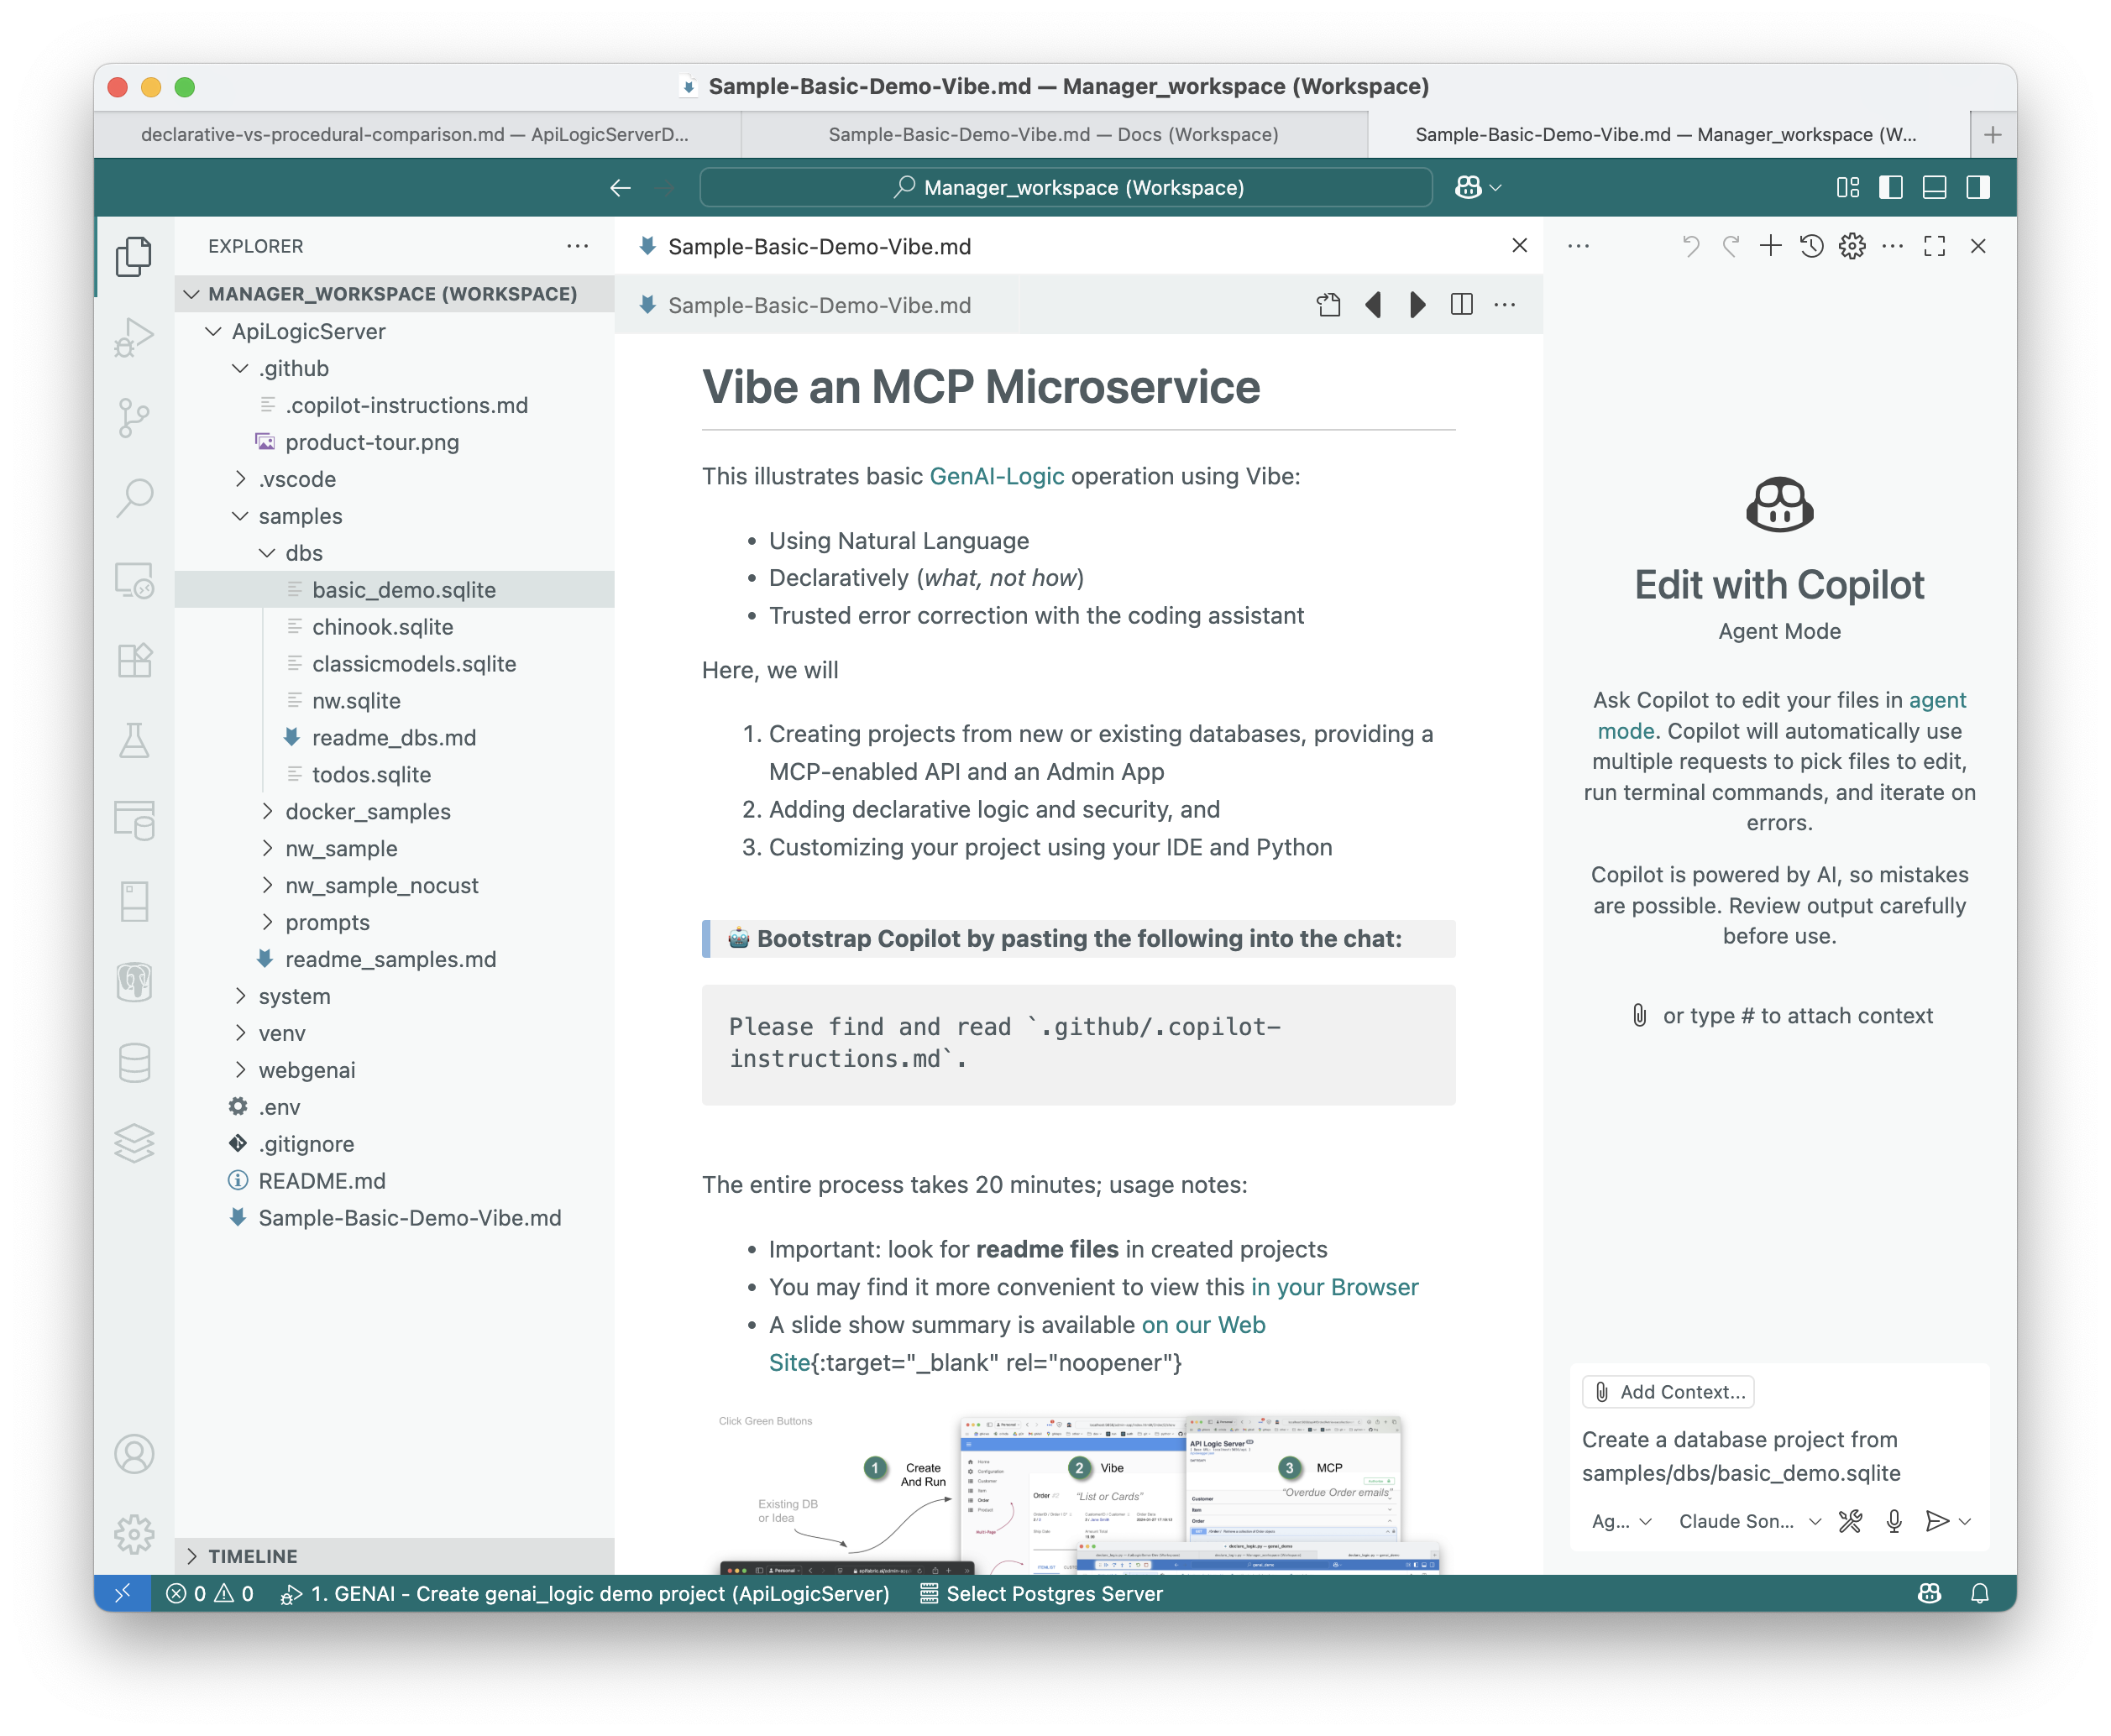 Sample-Basic-Demo-Vibe.md — Manager_workspace (Workspace)
declarative-vs-procedural-comparison.md — ApiLogicServerD...
Sample-Basic-Demo-Vibe.md — Docs (Workspace)
Sample-Basic-Demo-Vibe.md — Manager_workspace (W...
Manager_workspace (Workspace)
EXPLORER
MANAGER_WORKSPACE (WORKSPACE)
ApiLogicServer
.github
.copilot-instructions.md
product-tour.png
.vscode
samples
dbs
basic_demo.sqlite
chinook.sqlite
classicmodels.sqlite
nw.sqlite
readme_dbs.md
todos.sqlite
docker_samples
nw_sample
nw_sample_nocust
prompts
readme_samples.md
system
venv
webgenai
.env
.gitignore
README.md
Sample-Basic-Demo-Vibe.md
TIMELINE
Sample-Basic-Demo-Vibe.md
Sample-Basic-Demo-Vibe.md
Vibe an MCP Microservice
This illustrates basic GenAI-Logic operation using Vibe:
• Using Natural Language
• Declaratively (what, not how)
• Trusted error correction with the coding assistant
Here, we will
1. Creating projects from new or existing databases, providing a
MCP-enabled API and an Admin App
2. Adding declarative logic and security, and
3. Customizing your project using your IDE and Python
🤖 Bootstrap Copilot by pasting the following into the chat:
Please find and read `.github/.copilot-
instructions.md`.
The entire process takes 20 minutes; usage notes:
• Important: look for readme files in created projects
• You may find it more convenient to view this in your Browser
• A slide show summary is available on our Web
Site{:target="_blank" rel="noopener"}
Click Green Buttons
1 Create
And Run
Existing DB
or Idea
2 Vibe
"List or Cards"
Order
API Logic Server
3 MCP
"Overdue Order emails"
Customer
Item
Order
Edit with Copilot
Agent Mode
Ask Copilot to edit your files in agent
mode. Copilot will automatically use
multiple requests to pick files to edit,
run terminal commands, and iterate on
errors.
Copilot is powered by AI, so mistakes
are possible. Review output carefully
before use.
or type # to attach context
Add Context...
Create a database project from
samples/dbs/basic_demo.sqlite
Ag...
Claude Son...
0
0
1. GENAI - Create genai_logic demo project (ApiLogicServer)
Select Postgres Server